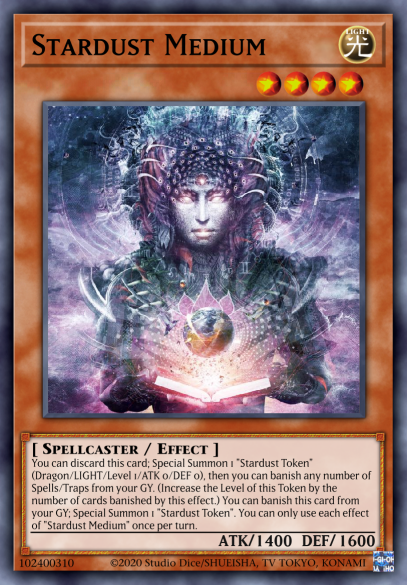 STARDUST MEDIUM
LIGHT
光
[ SPELLCASTER / EFFECT ]
You can discard this card; Special Summon 1 "Stardust Token"
(Dragon/LIGHT/Level 1/ATK 0/DEF 0), then you can banish any number of
Spells/Traps from your GY. (Increase the Level of this Token by the
number of cards banished by this effect.) You can banish this card from
your GY; Special Summon 1 "Stardust Token". You can only use each effect
of "Stardust Medium" once per turn.
ATK/1400 DEF/1600
102400310
©2020 Studio Dice/SHUEISHA, TV TOKYO, KONAMI